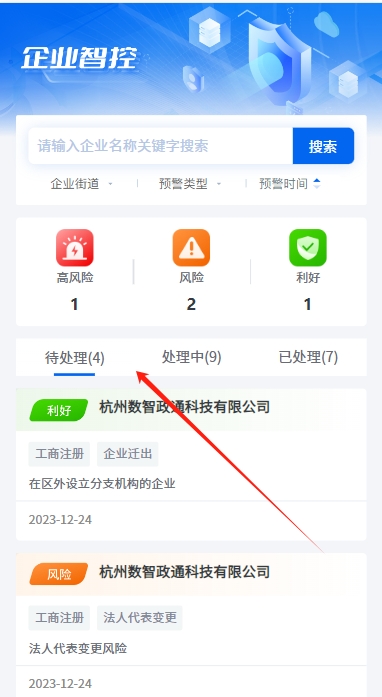 企业智控
请输入企业名称关键字搜索 搜索
企业街道 预警类型 预警时间
高风险 风险 利好
1 2 1
待处理(4) 处理中(9) 已处理(7)
利好 杭州数智政通科技有限公司
工商注册 企业迁出
在区外设立分支机构的企业
2023-12-24
风险 杭州数智政通科技有限公司
工商注册 法人代表变更
法人代表变更风险
2023-12-24